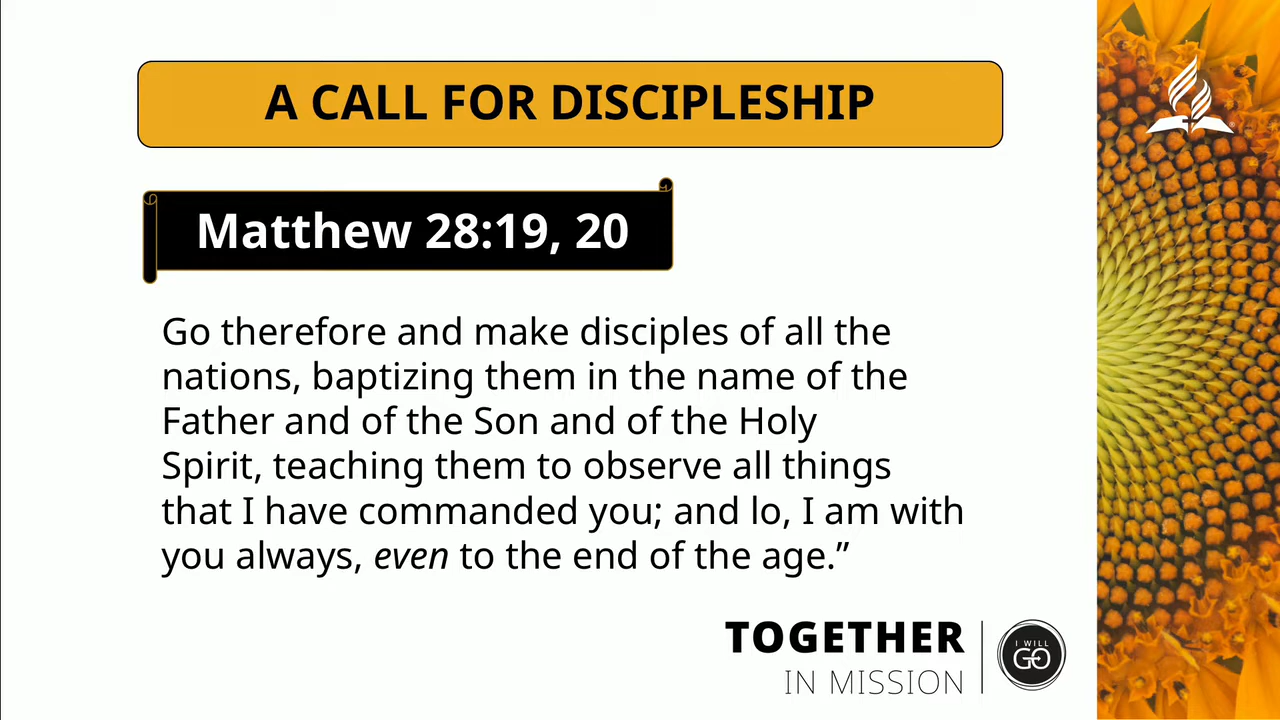 A CALL FOR DISCIPLESHIP
Matthew 28:19, 20
Go therefore and make disciples of all the
nations, baptizing them in the name of the
Father and of the Son and of the Holy
Spirit, teaching them to observe all things
that I have commanded you; and lo, I am with
you always, even to the end of the age.”
TOGETHER
IN MISSION
I WILL
GO